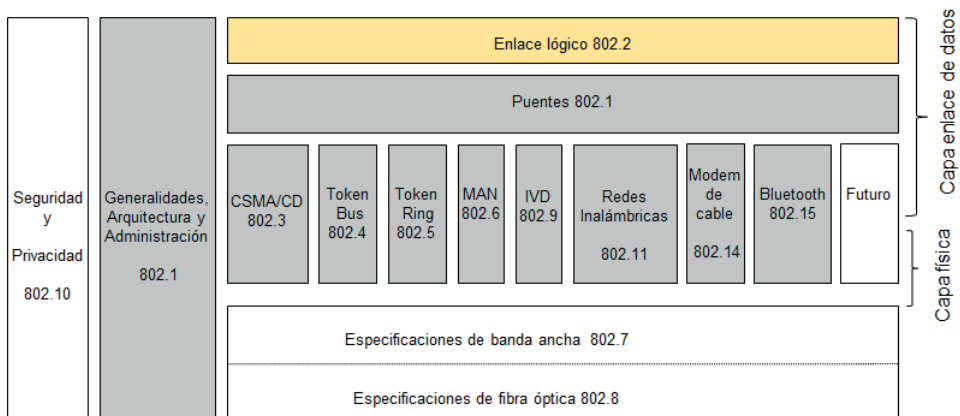 Seguridad
y
Privacidad
802.10
Generalidades,
Arquitectura y
Administración
802.1
Enlace lógico 802.2
Puentes 802.1
CSMA/CD
802.3
Token
Bus
802.4
Token
Ring
802.5
MAN
802.6
IVD
802.9
Redes
Inalámbricas
802.11
Modem
de
cable
802.14
Bluetooth
802.15
Futuro
Especificaciones de banda ancha 802.7
Especificaciones de fibra óptica 802.8
Capa enlace de datos
Capa física